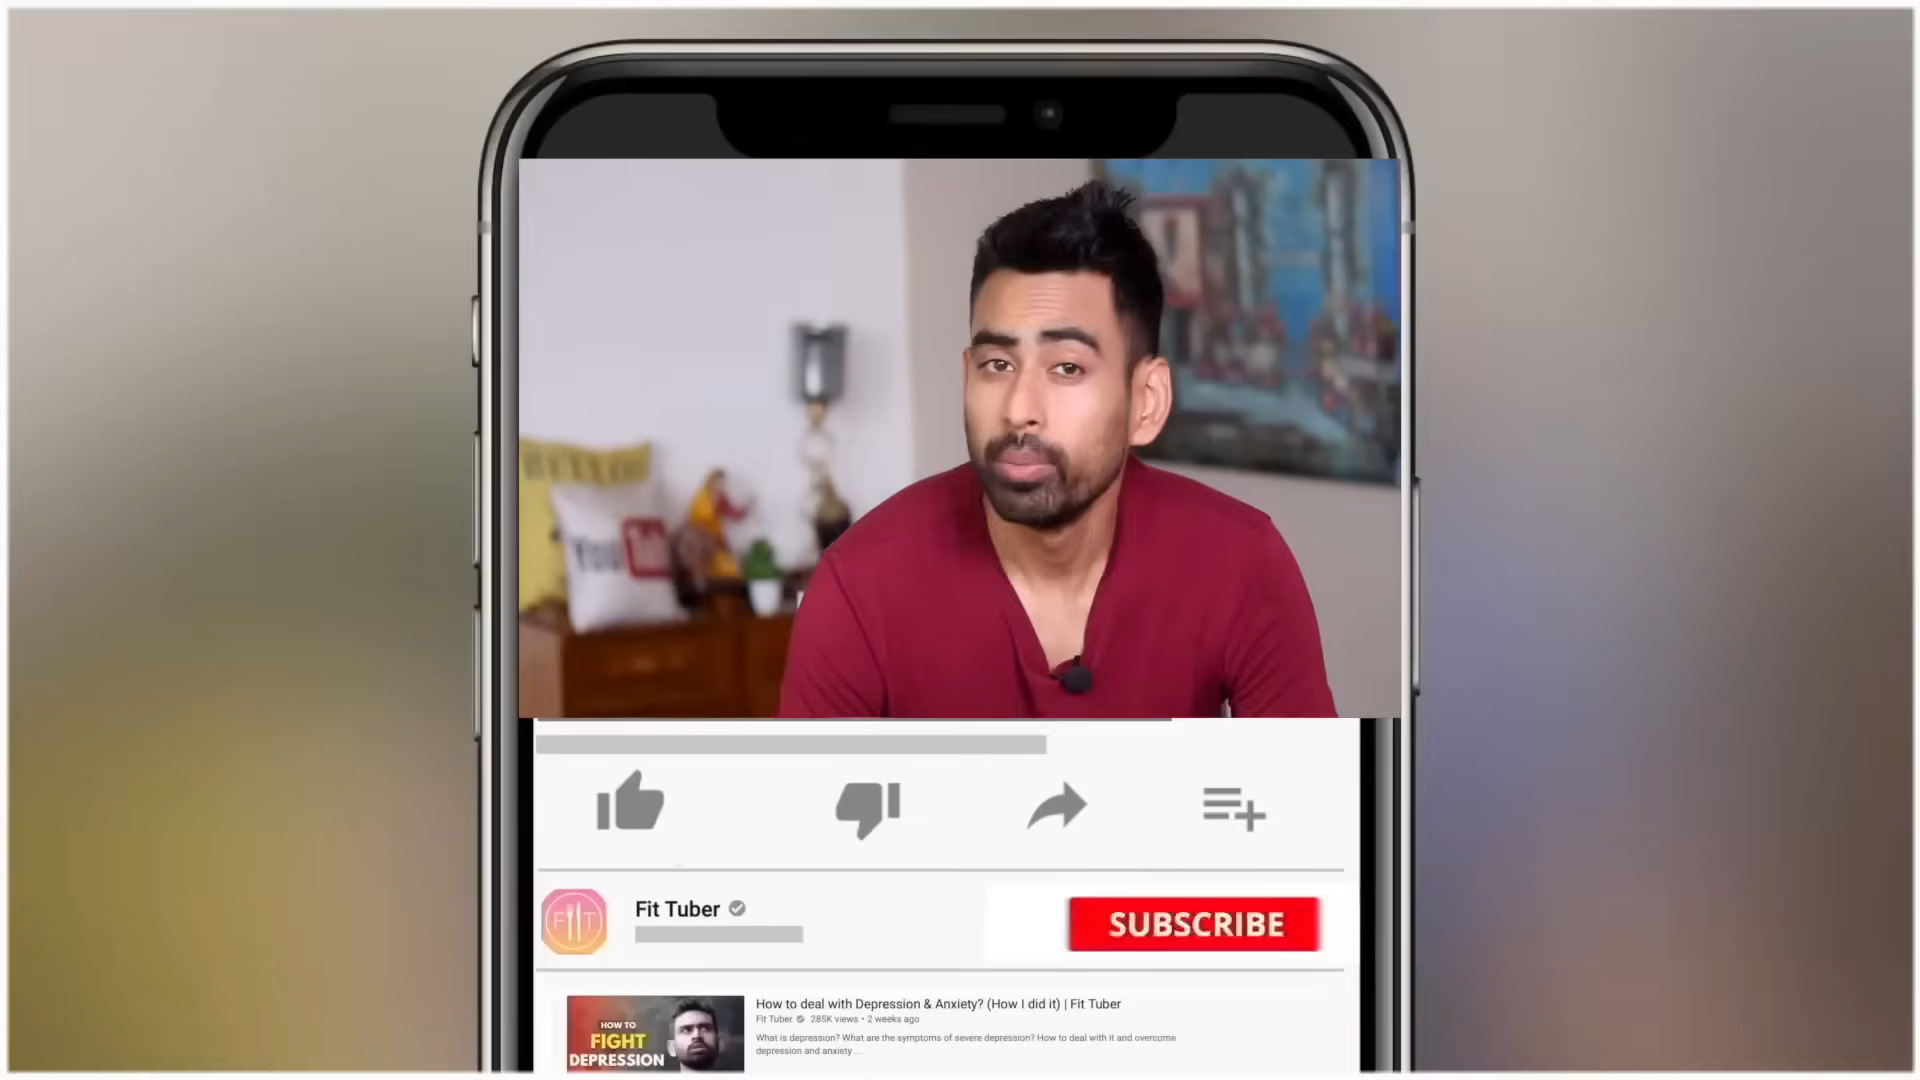 YOU
Fit Tuber
FIT
SUBSCRIBE
HOW TO
FIGHT
DEPRESSION
How to deal with Depression & Anxiety? (How I did it) | Fit Tuber
Fit Tuber 285K views • 2 weeks ago
What is depression? What are the symptoms of severe depression? How to deal with it and overcome
depression and anxiety ...